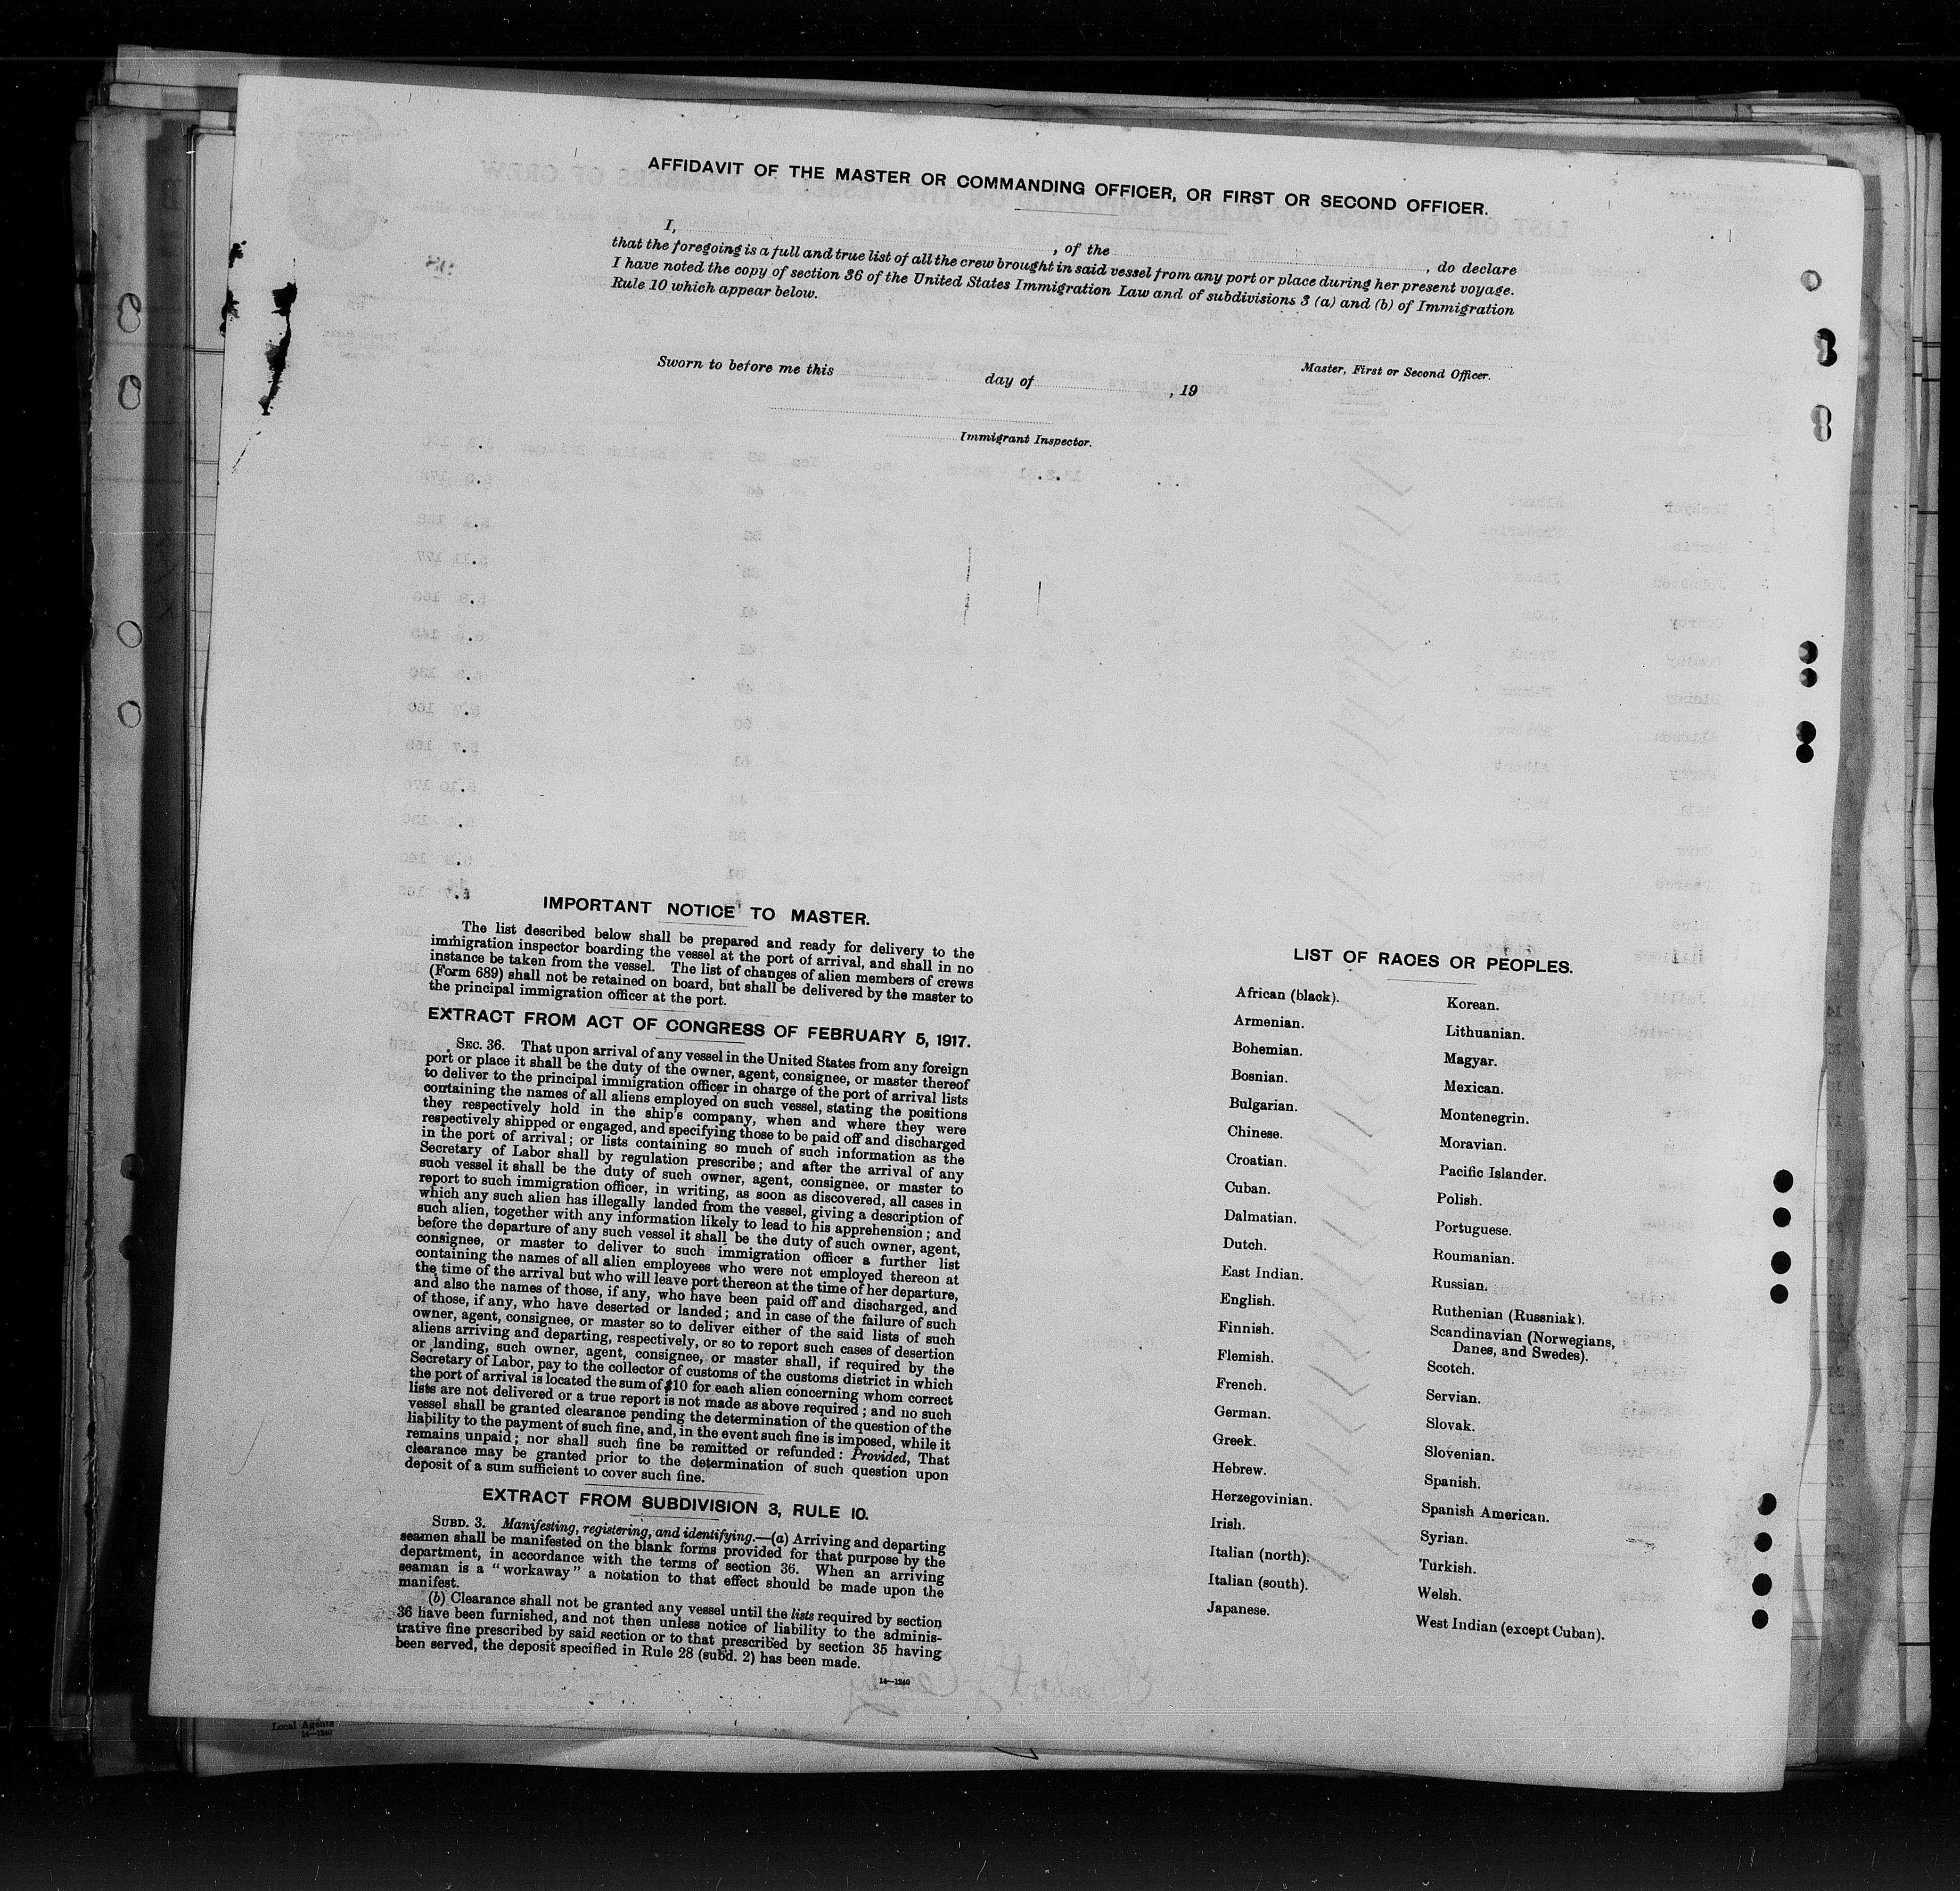 AFFIDAVIT OF THE MASTER OR COMMANDING OFFICER, OR FIRST OR SECOND OFFICER.
I, , of the , do declare
that the foregoing is a full and true list of all the crew brought in said vessel from any port or place during her present voyage.
I have noted the copy of section 36 of the United States Immigration Law and of subdivisions 3 (a) and (b) of Immigration
Rule 10 which appear below.
Master, First or Second Officer.
Sworn to before me this day of , 19
Immigrant Inspector.
IMPORTANT NOTICE TO MASTER.
The list described below shall be prepared and ready for delivery to the
immigration inspector boarding the vessel at the port of arrival, and shall in no
instance be taken from the vessel. The list of changes of alien members of crews
(Form 689) shall not be retained on board, but shall be delivered by the master to
the principal immigration officer at the port.
EXTRACT FROM ACT OF CONGRESS OF FEBRUARY 5, 1917.
SEC. 36. That upon arrival of any vessel in the United States from any foreign
port or place it shall be the duty of the owner, agent, consignee, or master thereof
to deliver to the principal immigration officer in charge of the port of arrival lists
containing the names of all aliens employed on such vessel, stating the positions
they respectively hold in the ship's company, when and where they were
respectively shipped or engaged, and specifying those to be paid off and discharged
in the port of arrival; or lists containing so much of such information as the
Secretary of Labor shall by regulation prescribe; and after the arrival of any
such vessel it shall be the duty of such owner, agent, consignee, or master to
report to such immigration officer, in writing, as soon as discovered, all cases in
which any such alien has illegally landed from the vessel, giving a description of
such alien, together with any information likely to lead to his apprehension; and
before the departure of any such vessel it shall be the duty of such owner, agent,
consignee, or master to deliver to such immigration officer a further list
containing the names of all alien employees who were not employed thereon at
the time of the arrival but who will leave port thereon at the time of her departure,
and also the names of those, if any, who have been paid off and discharged, and
of those, if any, who have deserted or landed; and in case of the failure of such
owner, agent, consignee, or master so to deliver either of the said lists of such
aliens arriving and departing, respectively, or so to report such cases of desertion
or landing, such owner, agent, consignee, or master shall, if required by the
Secretary of Labor, pay to the collector of customs of the customs district in which
the port of arrival is located the sum of $10 for each alien concerning whom correct
lists are not delivered or a true report is not made as above required; and no such
vessel shall be granted clearance pending the determination of the question of the
liability to the payment of such fine, and, in the event such fine is imposed, while it
remains unpaid; nor shall such fine be remitted or refunded: Provided, That
clearance may be granted prior to the determination of such question upon
deposit of a sum sufficient to cover such fine.
EXTRACT FROM SUBDIVISION 3, RULE 10.
SUBD. 3. Manifesting, registering, and identifying.—(a) Arriving and departing
seamen shall be manifested on the blank forms provided for that purpose by the
department, in accordance with the terms of section 36. When an arriving
seaman is a "workaway" a notation to that effect should be made upon the
manifest.
(b) Clearance shall not be granted any vessel until the lists required by section
36 have been furnished, and not then unless notice of liability to the adminis-
trative fine prescribed by said section or to that prescribed by section 35 having
been served, the deposit specified in Rule 28 (subd. 2) has been made.
14—1240
LIST OF RACES OR PEOPLES.
African (black).
Armenian.
Bohemian.
Bosnian.
Bulgarian.
Chinese.
Croatian.
Cuban.
Dalmatian.
Dutch.
East Indian.
English.
Finnish.
Flemish.
French.
German.
Greek.
Hebrew.
Herzegovinian.
Irish.
Italian (north).
Italian (south).
Japanese.
Korean.
Lithuanian.
Magyar.
Mexican.
Montenegrin.
Moravian.
Pacific Islander.
Polish.
Portuguese.
Roumanian.
Russian.
Ruthenian (Russniak).
Scandinavian (Norwegians,
Danes, and Swedes).
Scotch.
Servian.
Slovak.
Slovenian.
Spanish.
Spanish American.
Syrian.
Turkish.
Welsh.
West Indian (except Cuban).
Local Agents
14—1240